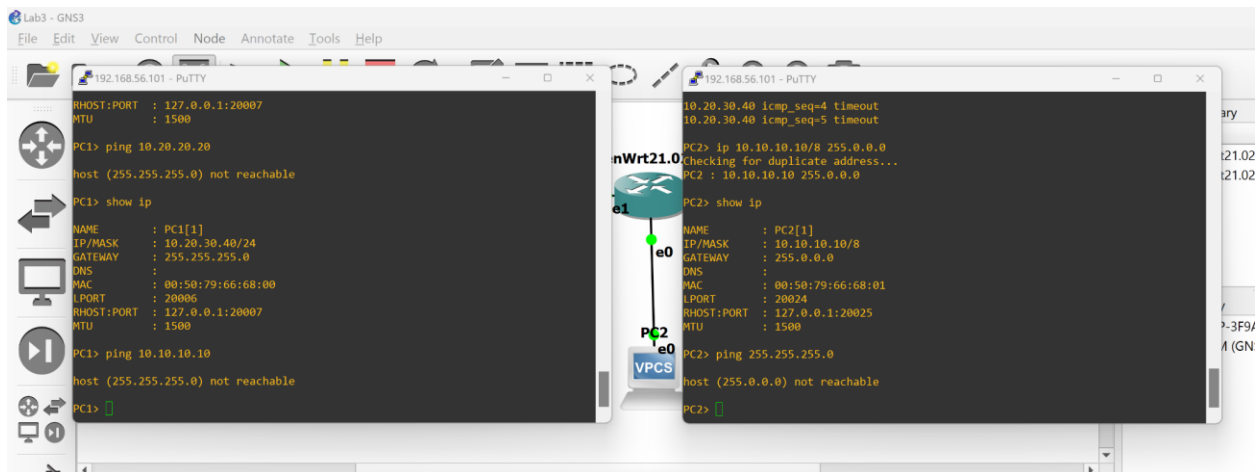 Lab3 - GNS3
File Edit View Control Node Annotate Tools Help
192.168.56.101 - PuTTY
RHOST:PORT : 127.0.0.1:20007
MTU : 1500
PC1> ping 10.20.20.20
host (255.255.255.0) not reachable
PC1> show ip
NAME : PC1[1]
IP/MASK : 10.20.30.40/24
GATEWAY : 255.255.255.0
DNS :
MAC : 00:50:79:66:68:00
LPORT : 20006
RHOST:PORT : 127.0.0.1:20007
MTU : 1500
PC1> ping 10.10.10.10
host (255.255.255.0) not reachable
PC1>
nWrt21.0
e1
e0
PC2
e0
VPCS
192.168.56.101 - PuTTY
10.20.30.40 icmp_seq=4 timeout
10.20.30.40 icmp_seq=5 timeout
PC2> ip 10.10.10.10/8 255.0.0.0
Checking for duplicate address...
PC2 : 10.10.10.10 255.0.0.0
PC2> show ip
NAME : PC2[1]
IP/MASK : 10.10.10.10/8
GATEWAY : 255.0.0.0
DNS :
MAC : 00:50:79:66:68:01
LPORT : 20024
RHOST:PORT : 127.0.0.1:20025
MTU : 1500
PC2> ping 255.255.255.0
host (255.0.0.0) not reachable
PC2>
ary
t21.02
t21.02
P-3F9A
M (GN